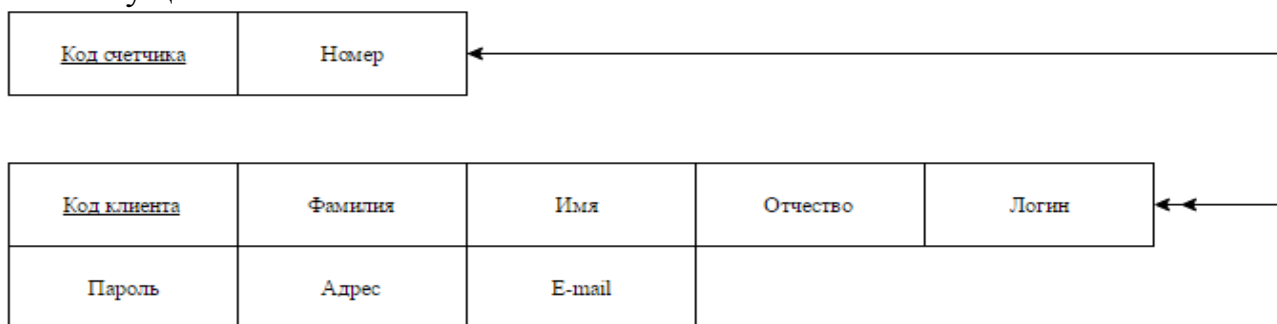 Код счетчика Номер
Код клиента Фамилия Имя Отчество Логин
Пароль Адрес E-mail